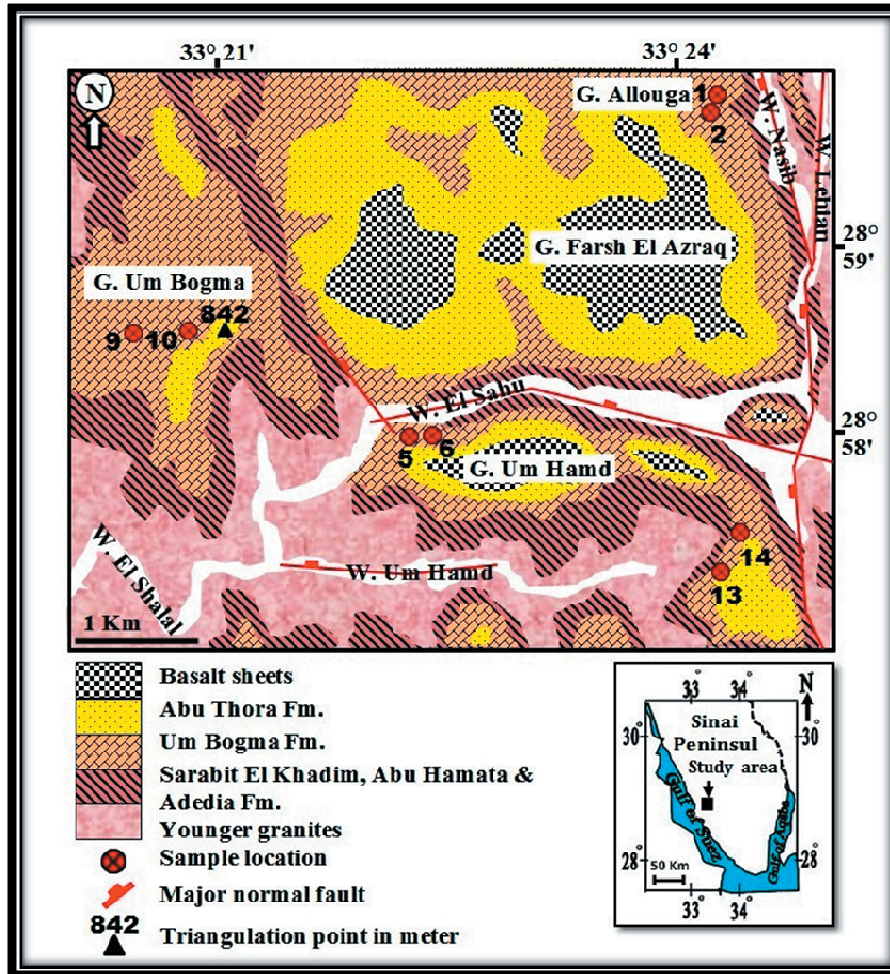 33° 21'
33° 24'
N
G. Allouga
1
2
W. Nasib
W. Lehian
28°
59'
G. Farsh El Azraq
G. Um Bogma
842
9
10
W. El Sahu
28°
58'
5
6
G. Um Hamd
14
13
W. Um Hamd
W. El Shalal
1 Km
Basalt sheets
Abu Thora Fm.
Um Bogma Fm.
Sarabit El Khadim, Abu Hamata &
Adedia Fm.
Younger granites
Sample location
Major normal fault
842
Triangulation point in meter
N
33° 34°
30°
30°
Sinai
Peninsul
Study area
Gulf of Suez
Gulf of Aqaba
28°
28°
50 Km
33° 34°